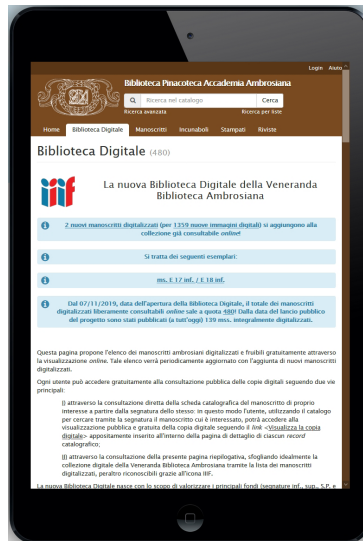 Login Aiuto
Biblioteca Pinacoteca Accademia Ambrosiana
Ricerca nel catalogo Cerca
Ricerca avanzata Ricerca per liste
Home Biblioteca Digitale Manoscritti Incunaboli Stampati Riviste
Biblioteca Digitale (480)
iiif
La nuova Biblioteca Digitale della Veneranda
Biblioteca Ambrosiana
2 nuovi manoscritti digitalizzati (per 1359 nuove immagini digitali) si aggiungono alla
collezione già consultabile online!
Si tratta dei seguenti esemplari:
ms. E 17 inf. / E 18 inf.
Dal 07/11/2019, data dell'apertura della Biblioteca Digitale, il totale dei manoscritti
digitalizzati liberamente consultabili online sale a quota 480! Dalla data del lancio pubblico
del progetto sono stati pubblicati (a tutt'oggi) 139 mss. integralmente digitalizzati.
Questa pagina propone l'elenco dei manoscritti ambrosiani digitalizzati e fruibili gratuitamente attraverso
la visualizzazione online. Tale elenco verrà periodicamente aggiornato con l'aggiunta di nuovi manoscritti
digitalizzati.
Ogni utente può accedere gratuitamente alla consultazione pubblica delle copie digitali seguendo due vie
principali:
I) attraverso la consultazione diretta della scheda catalografica del manoscritto di proprio
interesse a partire dalla segnatura dello stesso: in questo modo l'utente, utilizzando il catalogo
per cercare tramite la segnatura il manoscritto cui è interessato, potrà accedere alla
visualizzazione pubblica e gratuita della copia digitale seguendo il link <Visualizza la copia
digitale> appositamente inserito all'interno della pagina di dettaglio di ciascun record
catalografico;
II) attraverso la consultazione della presente pagina riepilogativa, sfogliando idealmente la
collezione digitale della Veneranda Biblioteca Ambrosiana tramite la lista dei manoscritti
digitalizzati, peraltro riconoscibili grazie all'icona IIIF.
La nuova Biblioteca Digitale nasce con lo scopo di valorizzare i principali fondi (segnature inf., sup., S.P. e